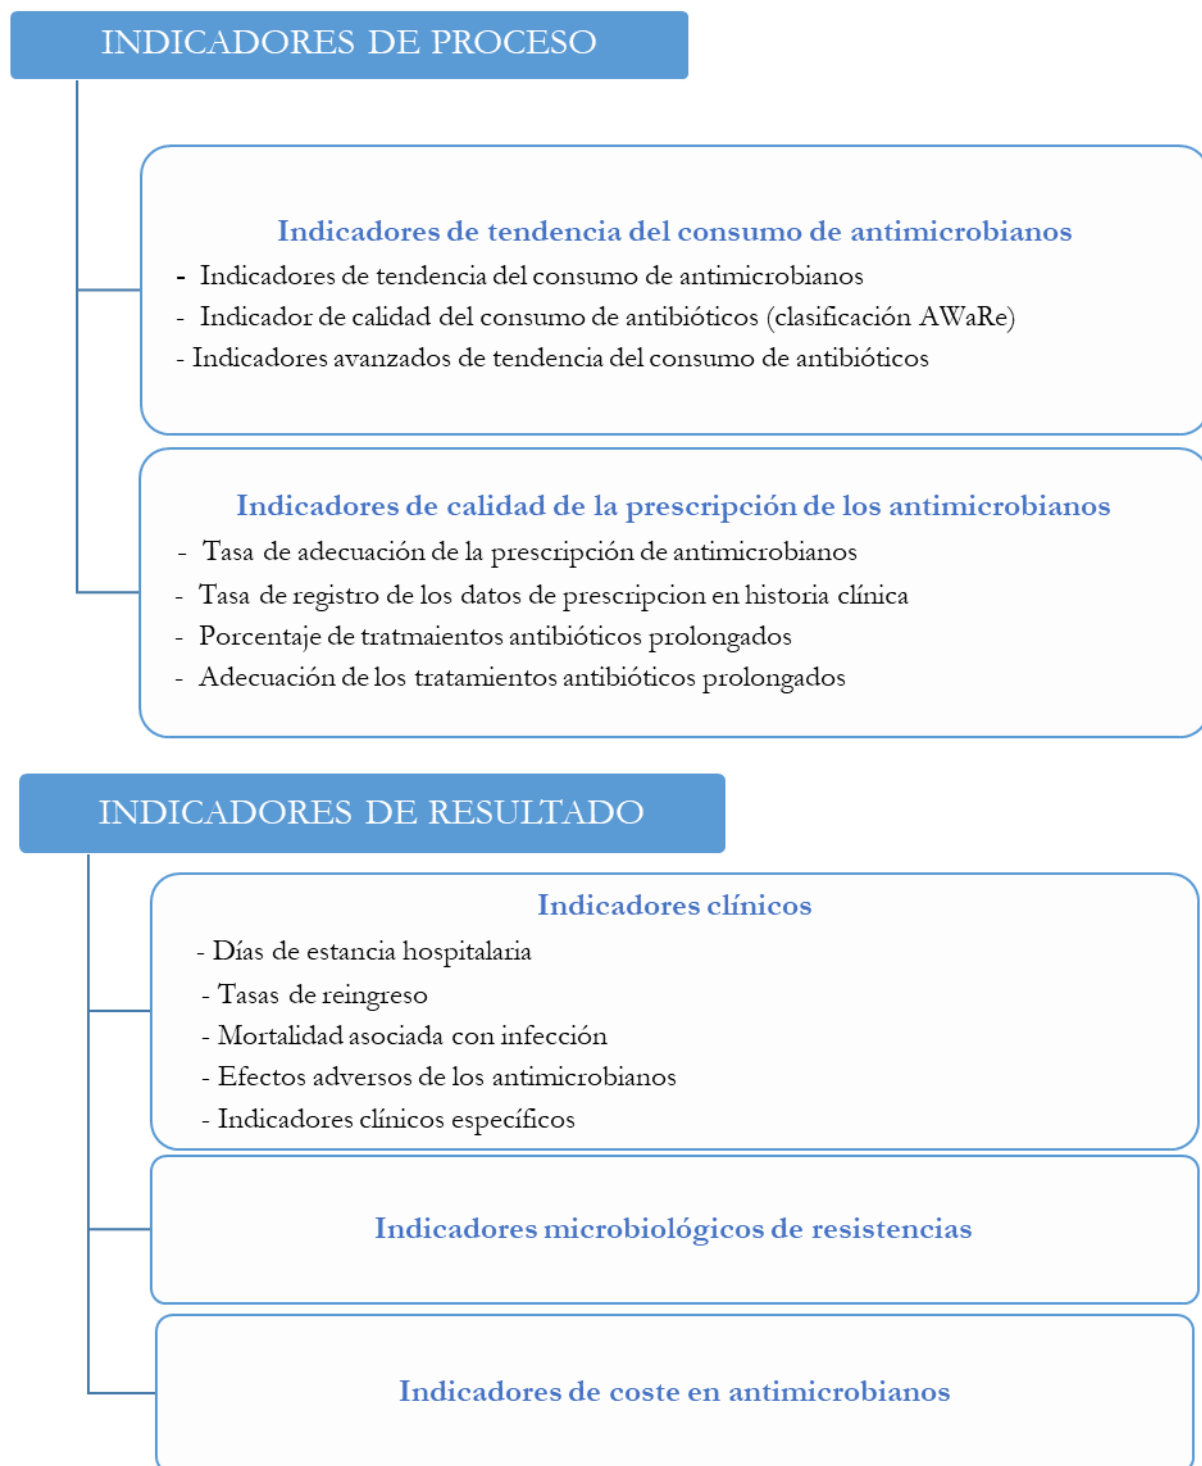 INDICADORES DE PROCESO
Indicadores de tendencia del consumo de antimicrobianos
- Indicadores de tendencia del consumo de antimicrobianos
- Indicador de calidad del consumo de antibióticos (clasificación AWaRe)
- Indicadores avanzados de tendencia del consumo de antibióticos
Indicadores de calidad de la prescripción de los antimicrobianos
- Tasa de adecuación de la prescripción de antimicrobianos
- Tasa de registro de los datos de prescripcion en historia clínica
- Porcentaje de tratmaientos antibióticos prolongados
- Adecuación de los tratamientos antibióticos prolongados
INDICADORES DE RESULTADO
Indicadores clínicos
- Días de estancia hospitalaria
- Tasas de reingreso
- Mortalidad asociada con infección
- Efectos adversos de los antimicrobianos
- Indicadores clínicos específicos
Indicadores microbiológicos de resistencias
Indicadores de coste en antimicrobianos